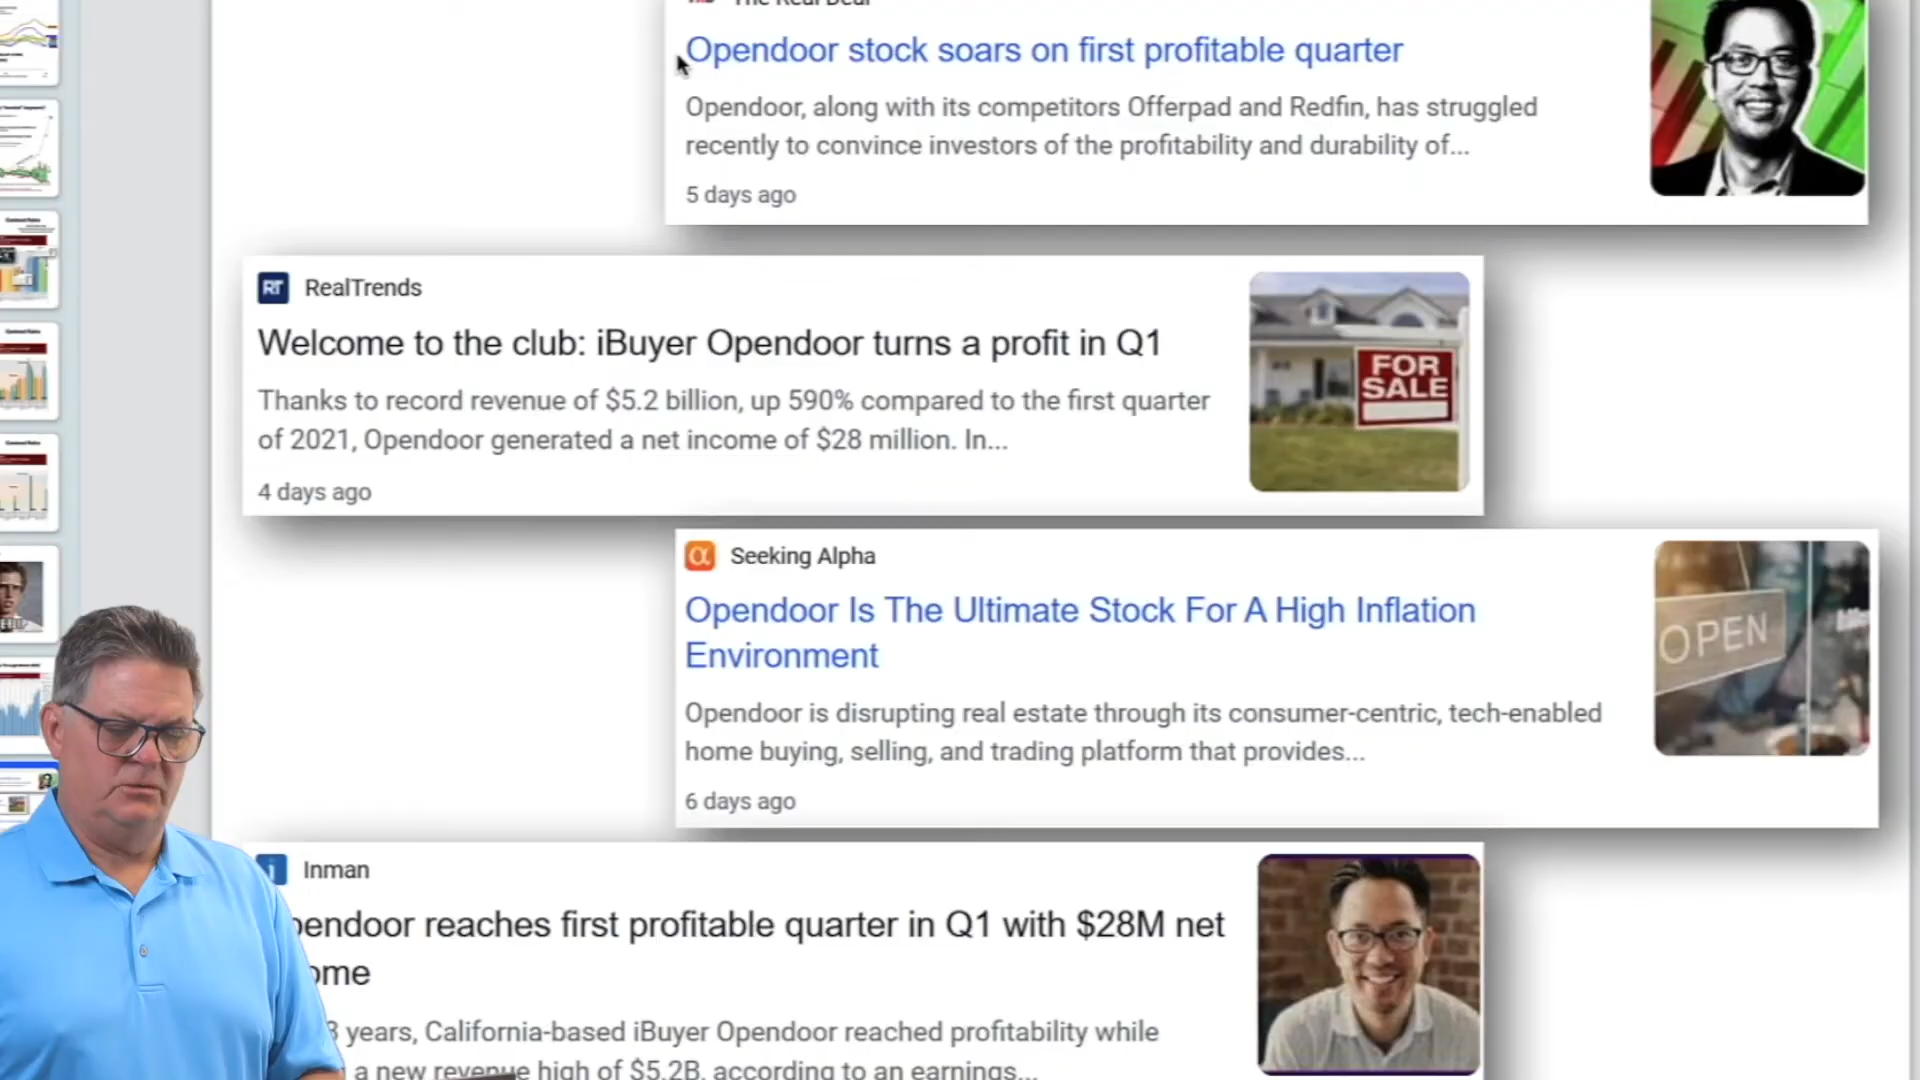 The Real Deal
Opendoor stock soars on first profitable quarter
Opendoor, along with its competitors Offerpad and Redfin, has struggled
recently to convince investors of the profitability and durability of...
5 days ago
RT RealTrends
Welcome to the club: iBuyer Opendoor turns a profit in Q1
Thanks to record revenue of $5.2 billion, up 590% compared to the first quarter
of 2021, Opendoor generated a net income of $28 million. In...
4 days ago
FOR
SALE
α Seeking Alpha
Opendoor Is The Ultimate Stock For A High Inflation
Environment
Opendoor is disrupting real estate through its consumer-centric, tech-enabled
home buying, selling, and trading platform that provides...
6 days ago
OPEN
i Inman
pendoor reaches first profitable quarter in Q1 with $28M net
ome
8 years, California-based iBuyer Opendoor reached profitability while
a new revenue high of $5.2B, according to an earnings...